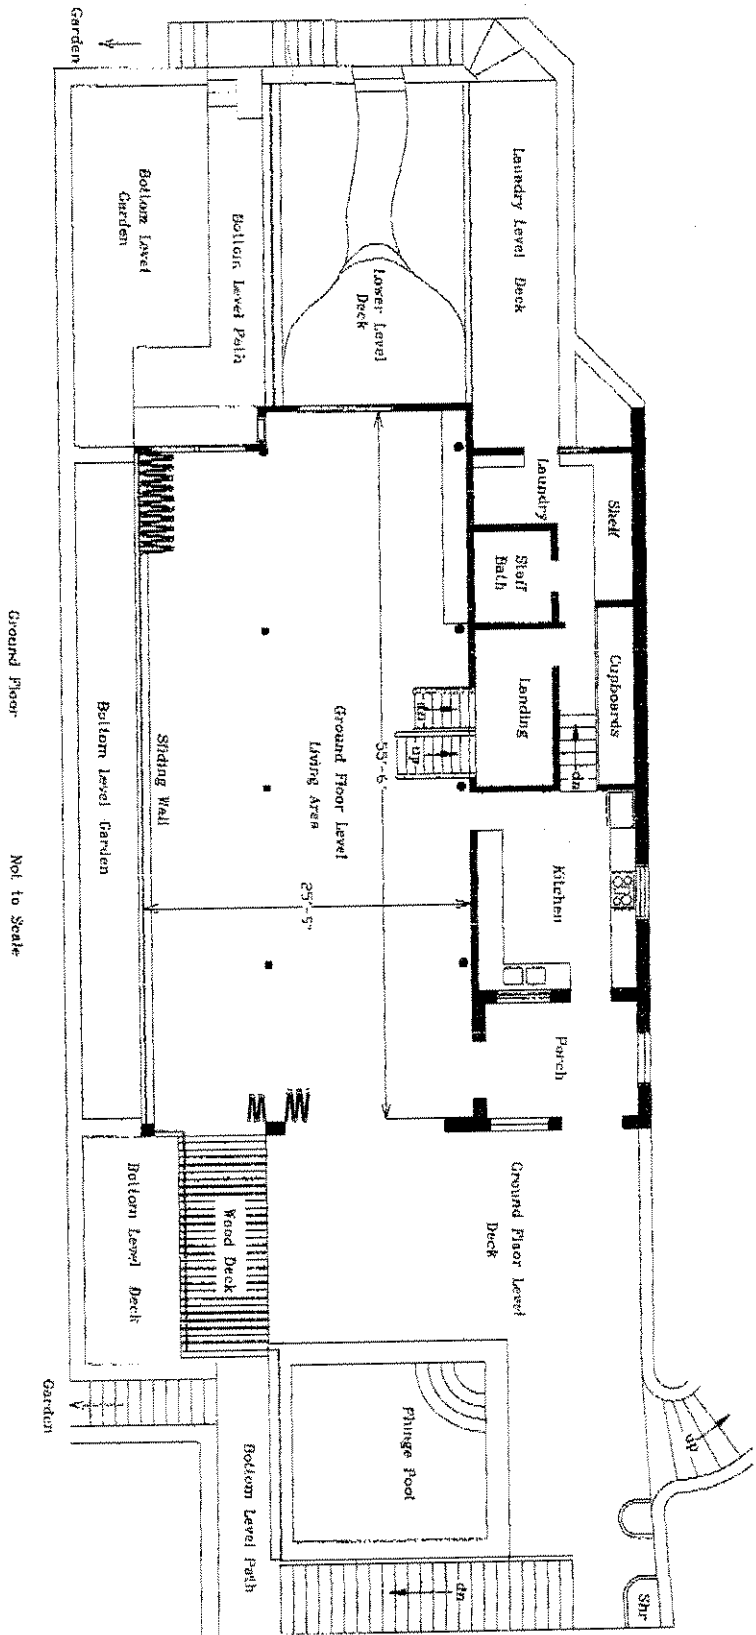 Garden
Laundry Level Deck
Lower Level
Deck
Bottom Level Path
Bottom Level
Garden
Shelf
Laundry
Staff
Bath
Cupboards
Landing
dn
dn
up
55'-6"
Ground Floor Level
Living Area
Sliding Wall
Bottom Level Garden
Kitchen
25'-5"
Porch
Ground Floor Level
Deck
Wood Deck
Bottom Level Deck
up
Plunge Pool
Garden
Bottom Level Path
dn
Shr
Ground Floor
Not to Scale